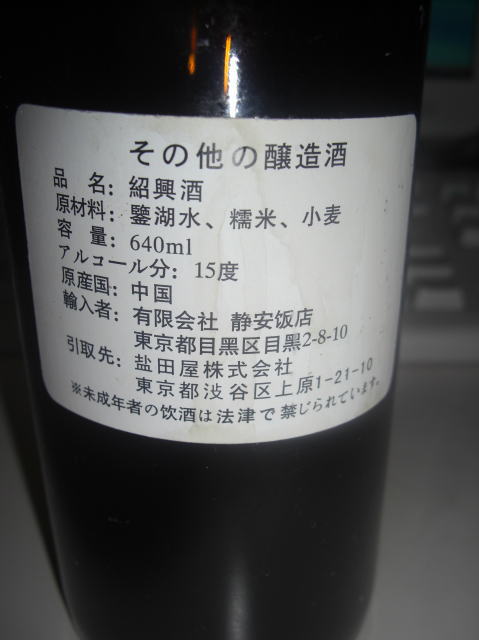 その他の醸造酒
品 名: 紹興酒
原材料: 鑒湖水、糯米、小麦
容 量: 640ml
アルコール分: 15度
原産国: 中国
輸入者: 有限会社 静安饭店
東京都目黑区目黑2-8-10
引取先: 盐田屋株式会社
東京都渋谷区上原1-21-10
※未成年者の饮酒は法津で禁じられています。